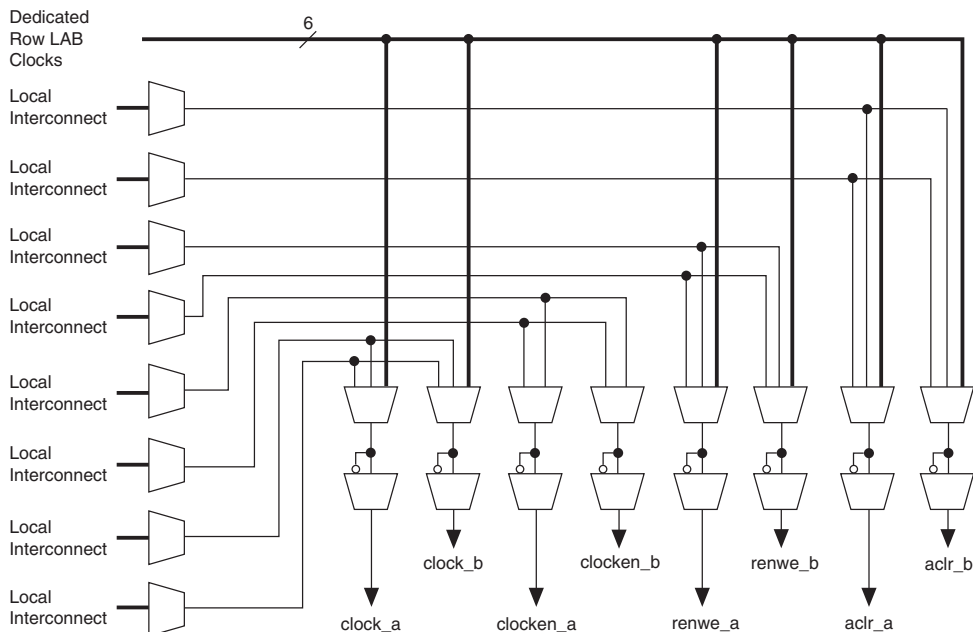 Dedicated
Row LAB
Clocks
6
Local
Interconnect
Local
Interconnect
Local
Interconnect
Local
Interconnect
Local
Interconnect
Local
Interconnect
Local
Interconnect
Local
Interconnect
clock_b
clocken_b
renwe_b
aclr_b
clock_a
clocken_a
renwe_a
aclr_a